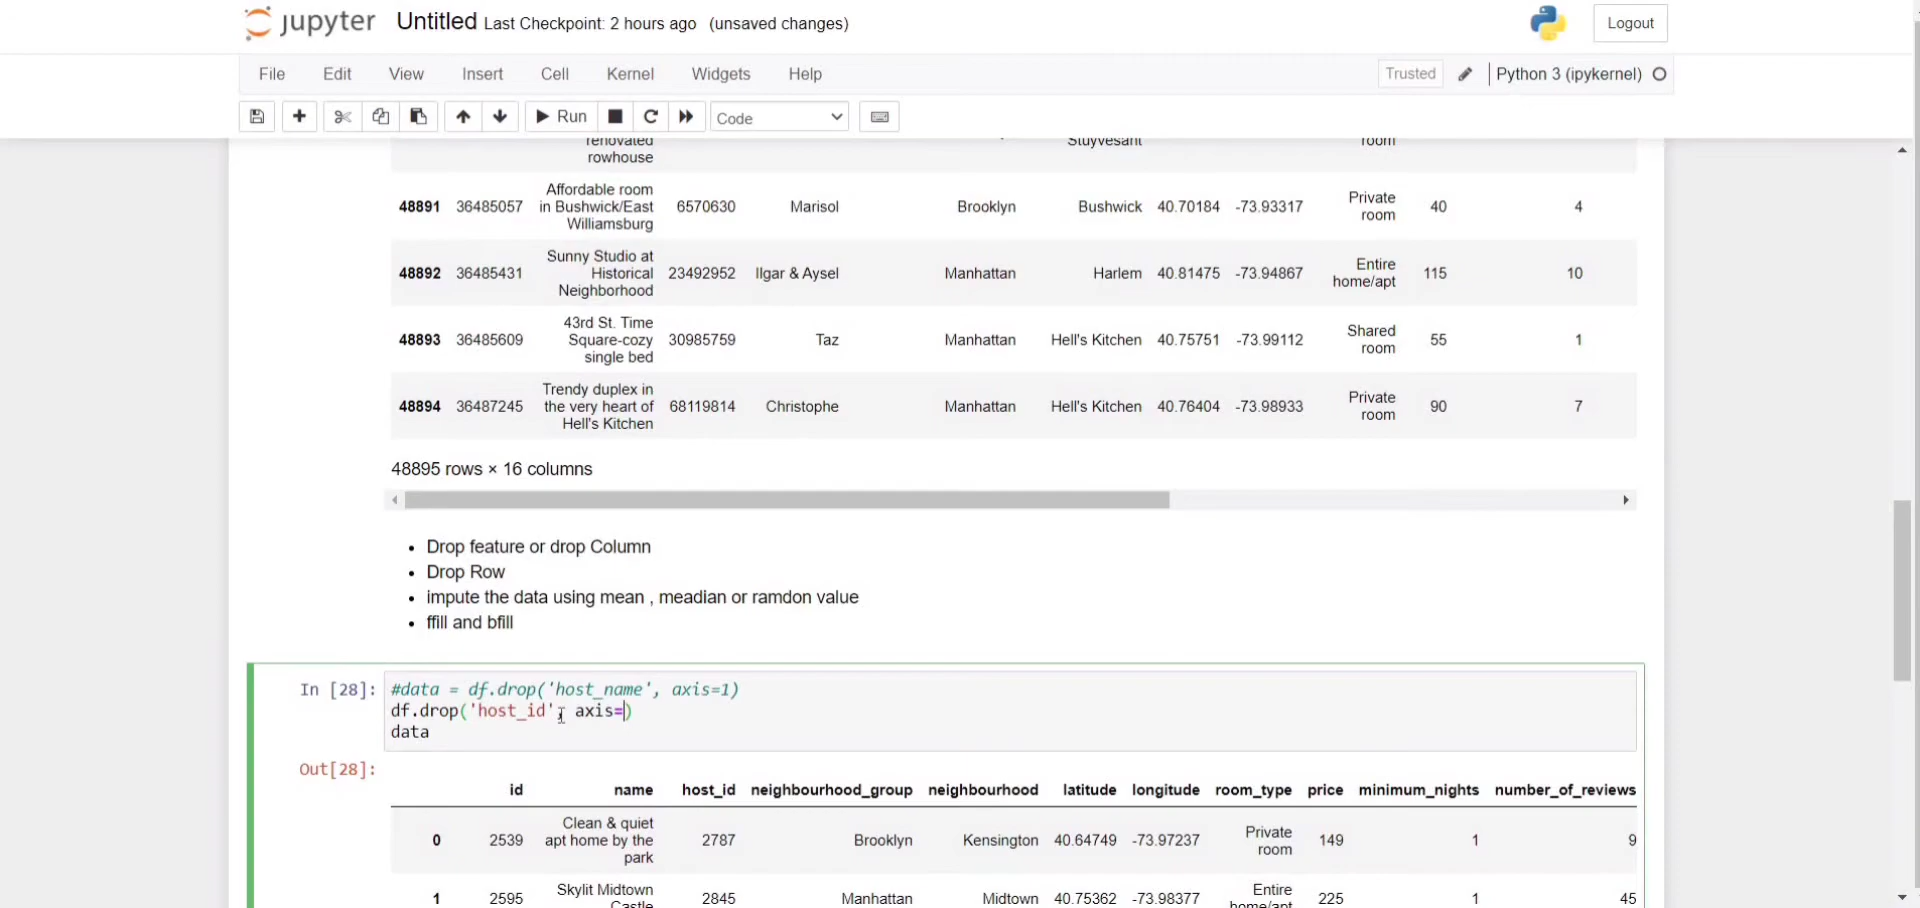 jupyter Untitled Last Checkpoint: 2 hours ago (unsaved changes) Logout
File Edit View Insert Cell Kernel Widgets Help Trusted Python 3 (ipykernel)
Run Code
renovated Stuyvesant room
rowhouse
48891 36485057 Affordable room in Bushwick/East Williamsburg 6570630 Marisol Brooklyn Bushwick 40.70184 -73.93317 Private room 40 4
48892 36485431 Sunny Studio at Historical Neighborhood 23492952 Ilgar & Aysel Manhattan Harlem 40.81475 -73.94867 Entire home/apt 115 10
48893 36485609 43rd St. Time Square-cozy single bed 30985759 Taz Manhattan Hell's Kitchen 40.75751 -73.99112 Shared room 55 1
48894 36487245 Trendy duplex in the very heart of Hell's Kitchen 68119814 Christophe Manhattan Hell's Kitchen 40.76404 -73.98933 Private room 90 7
48895 rows × 16 columns
• Drop feature or drop Column
• Drop Row
• impute the data using mean , meadian or ramdon value
• ffill and bfill
In [28]: #data = df.drop('host_name', axis=1)
df.drop('host_id', axis=)
data
Out[28]:
id name host_id neighbourhood_group neighbourhood latitude longitude room_type price minimum_nights number_of_reviews
0 2539 Clean & quiet apt home by the park 2787 Brooklyn Kensington 40.64749 -73.97237 Private room 149 1 9
1 2595 Skylit Midtown Castle 2845 Manhattan Midtown 40.75362 -73.98377 Entire home/apt 225 1 45